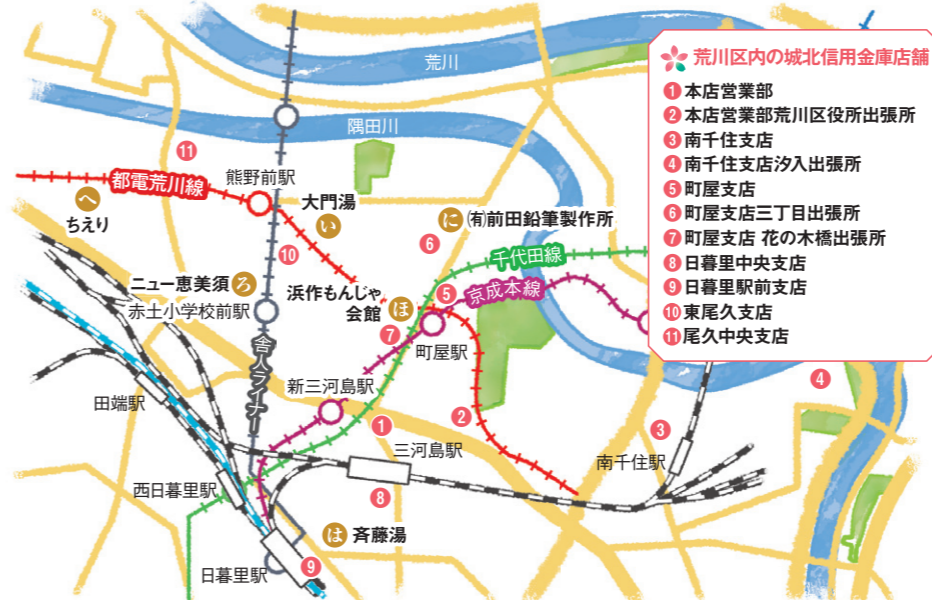 荒川
隅田川
荒川区内の城北信用金庫店舗
1 本店営業部
2 本店営業部荒川区役所出張所
3 南千住支店
4 南千住支店汐入出張所
5 町屋支店
6 町屋支店三丁目出張所
7 町屋支店 花の木橋出張所
8 日暮里中央支店
9 日暮里駅前支店
10 東尾久支店
11 尾久中央支店
11
都電荒川線
熊野前駅
へ
ちえり
大門湯
い
に (有)前田鉛筆製作所
6
千代田線
10
ニュー恵美須 ろ
赤土小学校前駅
浜作もんじゃ
会館
ほ
5
京成本線
7
町屋駅
舎人ライナー
新三河島駅
田端駅
1
2
三河島駅
3
南千住駅
4
西日暮里駅
8
は 斉藤湯
日暮里駅
9